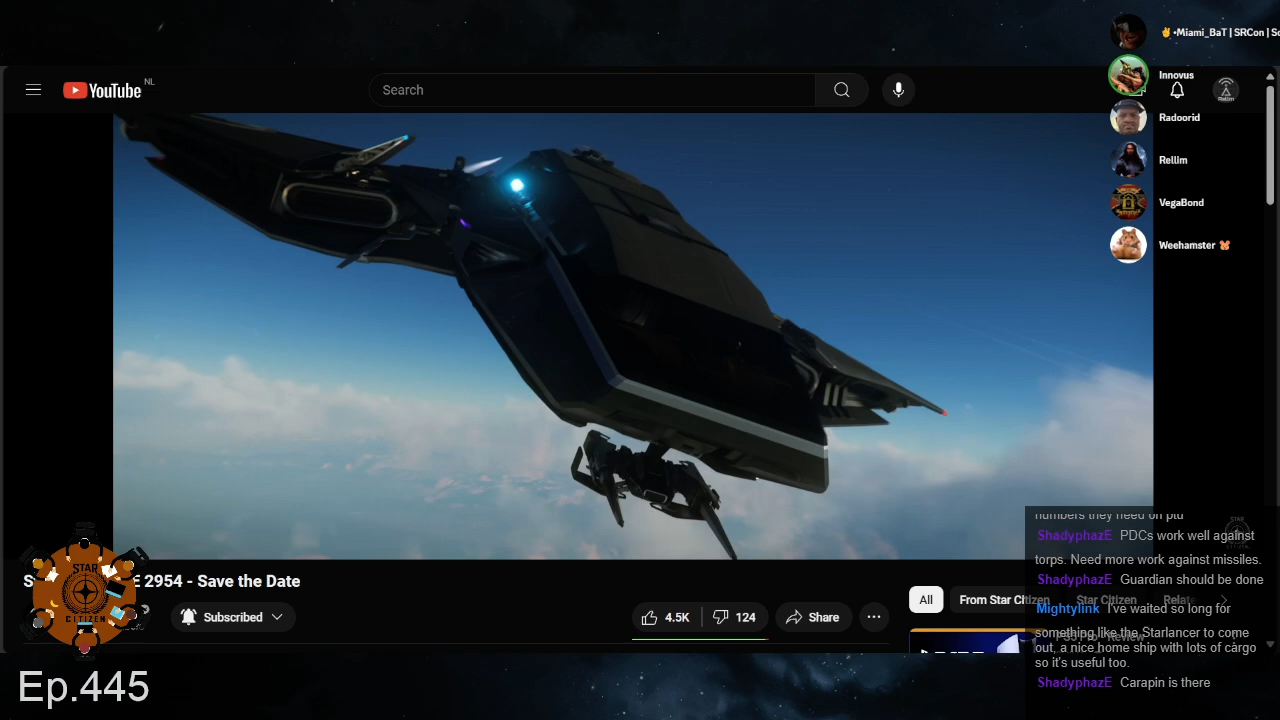 ✌️•Miami_BaT | SRCon | Sc
Innovus
Radoorid
Rellim
VegaBond
Weehamster 🐹
YouTube NL
Search
Rellim
E 2954 - Save the Date
Subscribed
4.5K
124
Share
All
From Star Citizen
Star Citizen
Relate
STAR
CITIZEN
Ep.445
numbers they need on ptu
ShadyphazE PDCs work well against
torps. Need more work against missiles.
ShadyphazE Guardian should be done
Mightylink I've waited so long for
something like the Starlancer to come
out, a nice home ship with lots of cargo
so it's useful too.
ShadyphazE Carapin is there